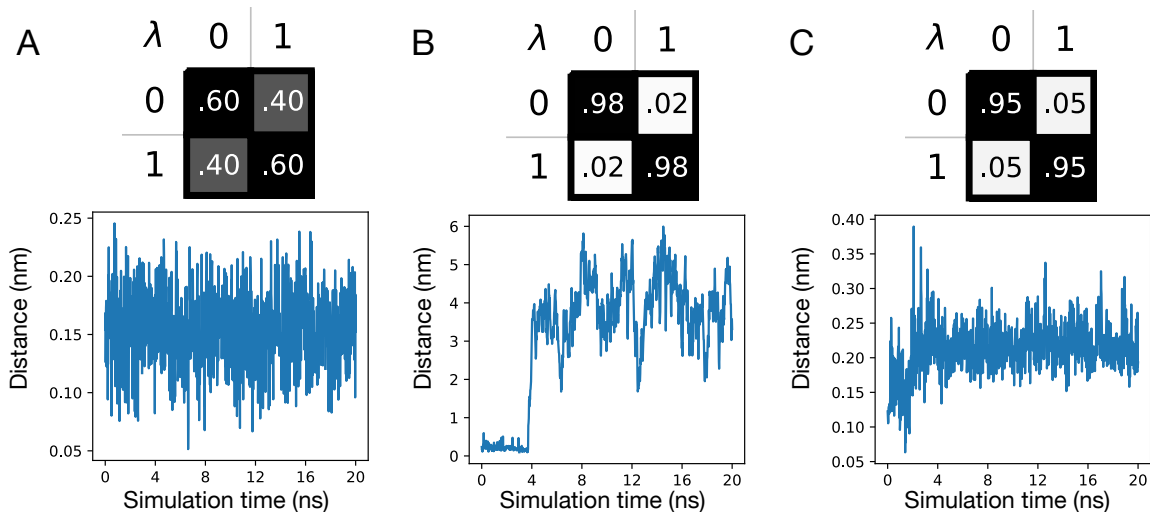 A
λ 0 1
0 .60 .40
1 .40 .60
0.25
0.20
0.15
0.10
0.05
Distance (nm)
0 4 8 12 16 20
Simulation time (ns)
B
λ 0 1
0 .98 .02
1 .02 .98
6
5
4
3
2
1
0
Distance (nm)
0 4 8 12 16 20
Simulation time (ns)
C
λ 0 1
0 .95 .05
1 .05 .95
0.40
0.35
0.30
0.25
0.20
0.15
0.10
0.05
Distance (nm)
0 4 8 12 16 20
Simulation time (ns)